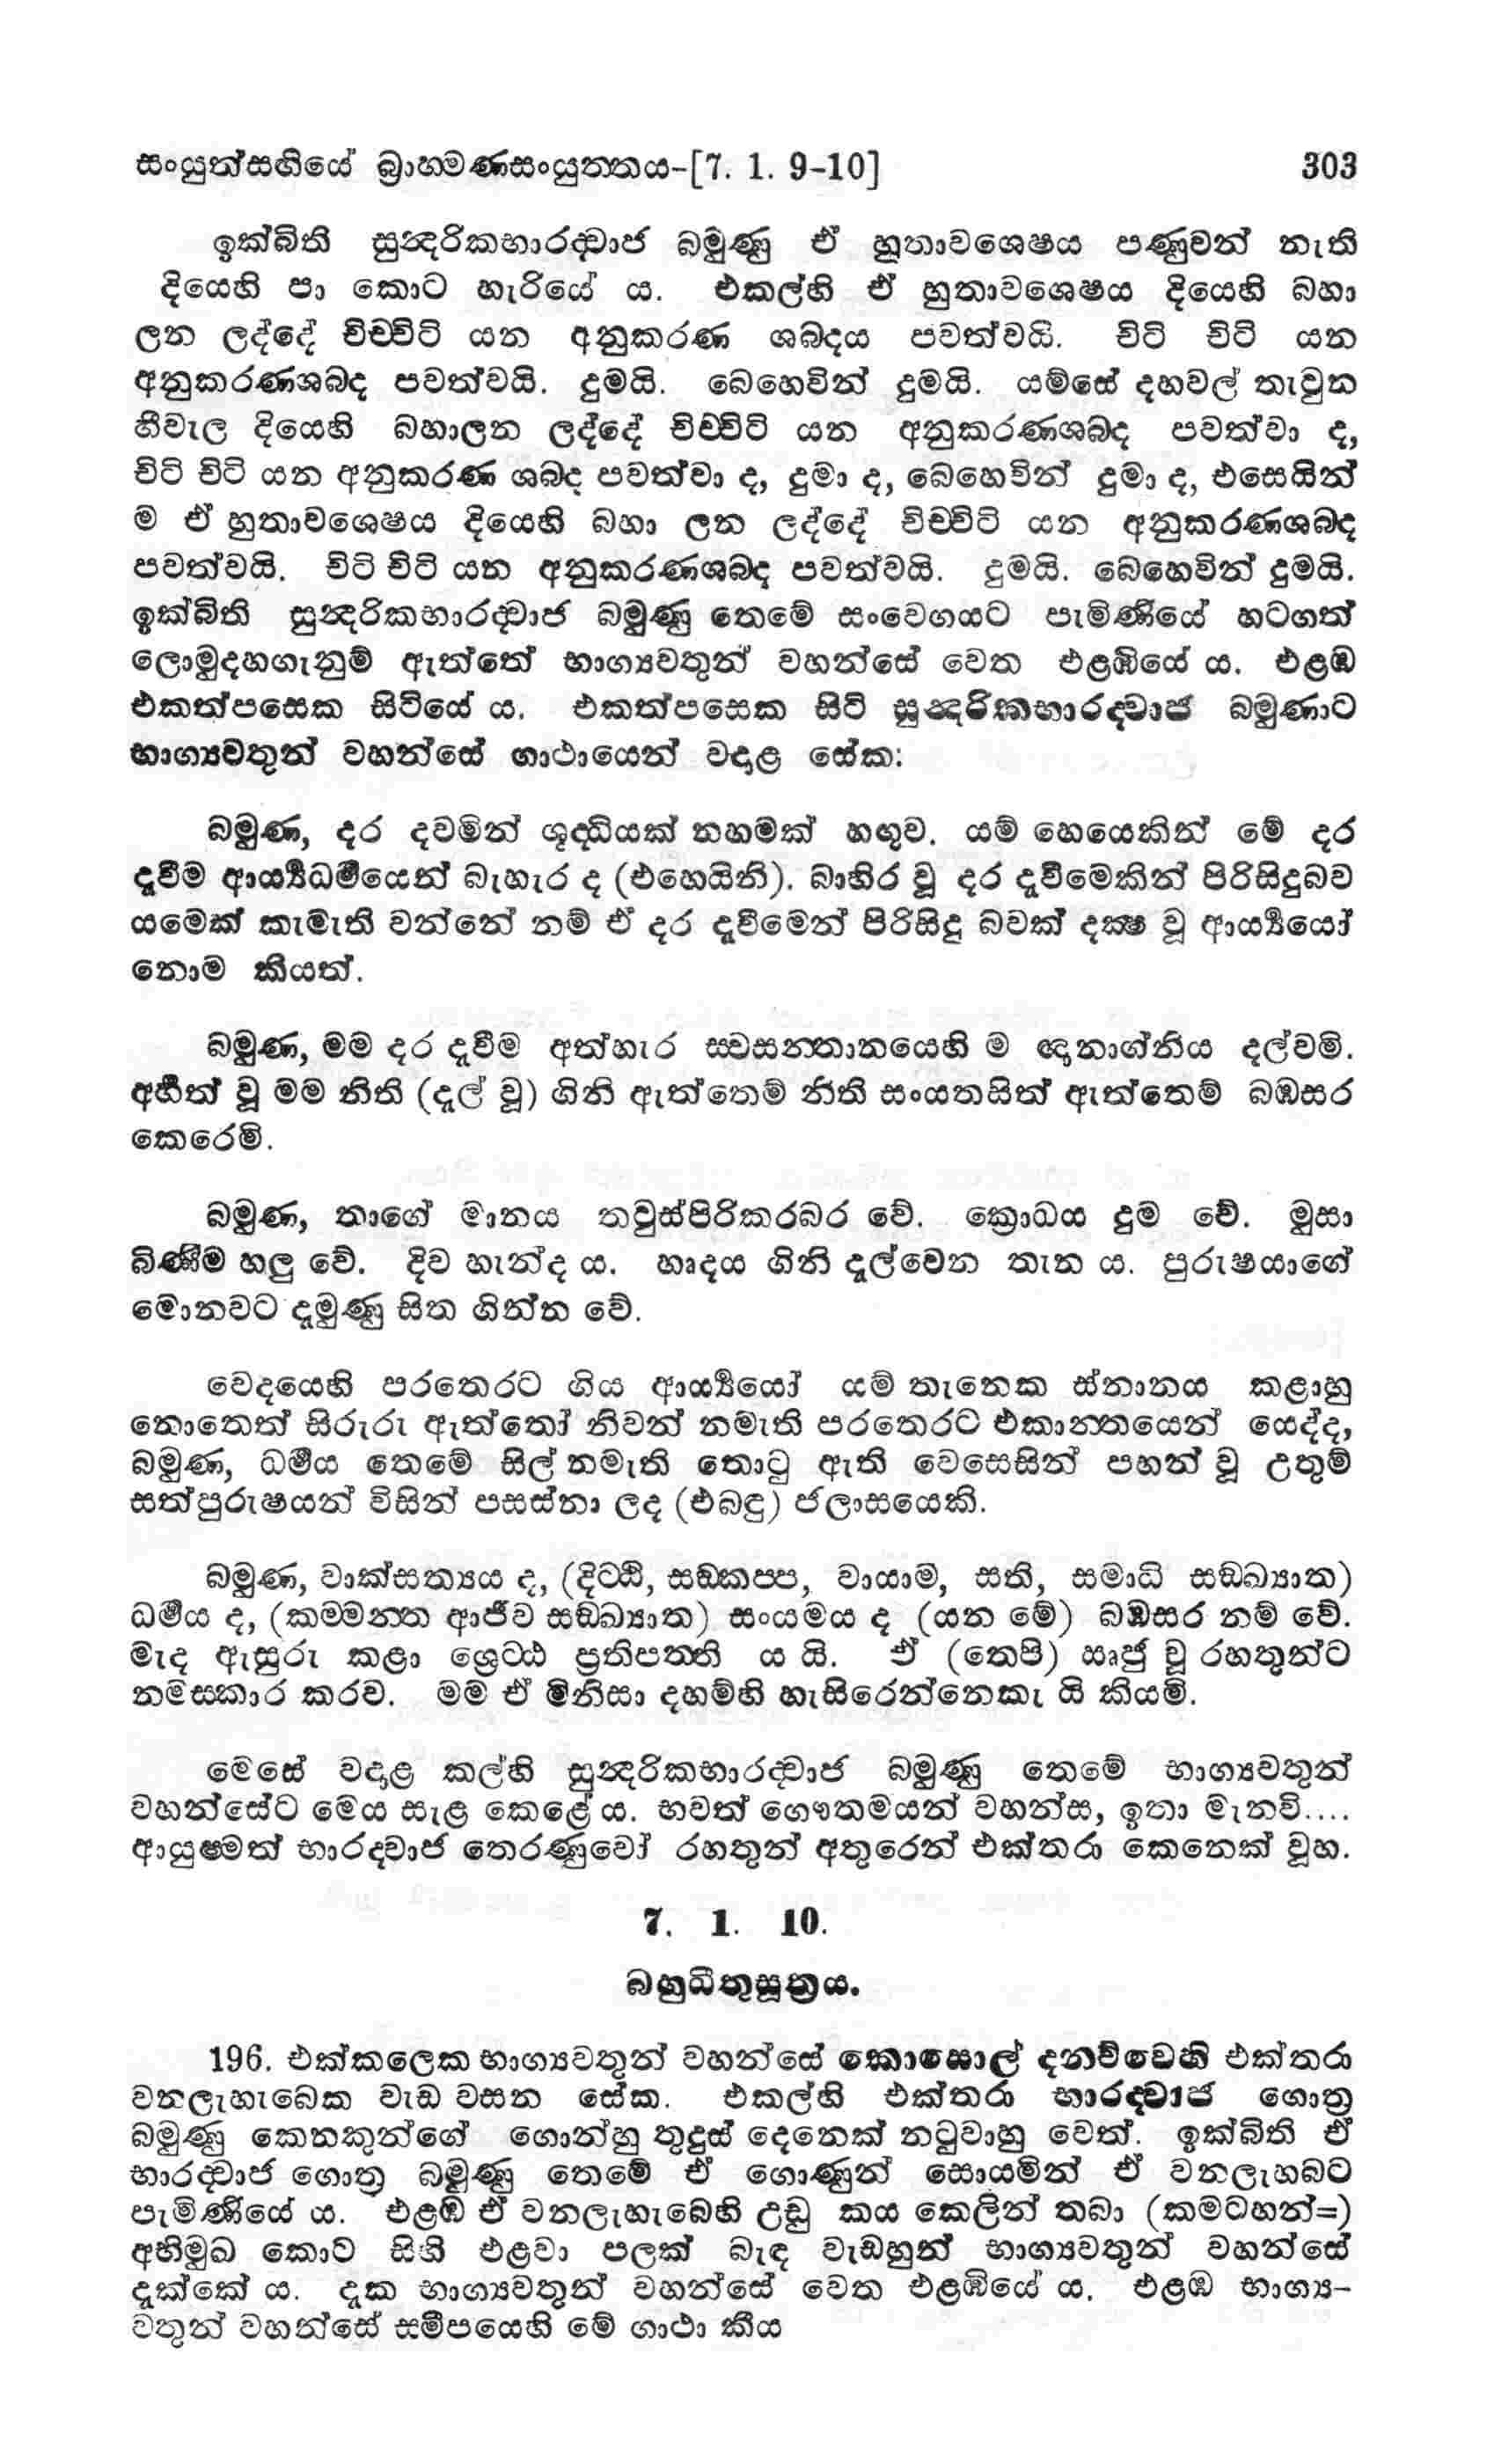 සංයුත්සඟියේ බ්‍රාහ්මණසංයුත්තය-[7. 1. 9-10] 303
ඉක්බිති සුන්‍දරිකභාරද්‍වාජ බමුණු ඒ හුතාවශෙෂය පණුවන් නැති
දියෙහි පා කොට හැරියේ ය. එකල්හි ඒ හුතාවශෙෂය දියෙහි බහා
ලන ලද්දේ චිච්චිටි යන අනුකරණ ශබ්දය පවත්වයි. චිටි චිටි යන
අනුකරණශබ්ද පවත්වයි. දුමයි. බෙහෙවින් දුමයි. යම්සේ දහවල් තැවුන
හීවැල දියෙහි බහාලන ලද්දේ චිච්චිටි යන අනුකරණශබ්ද පවත්වා ද,
චිටි චිටි යන අනුකරණ ශබ්ද පවත්වා ද, දුමා ද, බෙහෙවින් දුමා ද, එසෙයින්
ම ඒ හුතාවශෙෂය දියෙහි බහා ලන ලද්දේ චිච්චිටි යන අනුකරණශබ්ද
පවත්වයි. චිටි චිටි යන අනුකරණශබ්ද පවත්වයි. දුමයි. බෙහෙවින් දුමයි.
ඉක්බිති සුන්‍දරිකභාරද්‍වාජ බමුණු තෙමේ සංවෙගයට පැමිණියේ හටගත්
ලොමුදහගැනුම් ඇත්තේ භාග්‍යවතුන් වහන්සේ වෙත එළඹියේ ය. එළඹ
එකත්පසෙක සිටියේ ය. එකත්පසෙක සිටි සුන්‍දරිකභාරද්‍වාජ බමුණාට
භාග්‍යවතුන් වහන්සේ ගාථායෙන් වදාළ සේක:
බමුණ, දර දවමින් ශුද්ධියක් නහමක් හඟුව. යම් හෙයෙකින් මේ දර
දැවීම ආර්‍ය්‍යධර්‍මයෙන් බැහැර ද (එහෙයිනි). බාහිර වූ දර දැවීමෙකින් පිරිසිදුබව
යමෙක් කැමැති වන්නේ නම් ඒ දර දැවීමෙන් පිරිසිදු බවක් දක්‍ෂ වූ ආර්‍ය්‍යයෝ
නොම කියත්.
බමුණ, මම දර දැවීම අත්හැර ස්වසන්තානයෙහි ම ඥානාග්නිය දල්වමි.
අර්‍හත් වූ මම නිති (දැල් වූ) ගිනි ඇත්තෙම් නිති සංයතසිත් ඇත්තෙම් බඹසර
කෙරෙමි.
බමුණ, තාගේ මානය තවුස්පිරිකරබර වේ. ක්‍රොධය දුම වේ. මුසා
බිණීම හලු වේ. දිව හැන්ද ය. හෘදය ගිනි දැල්වෙන තැන ය. පුරුෂයාගේ
මොනවට දැමුණු සිත ගින්න වේ.
වෙදයෙහි පරතෙරට ගිය ආර්‍ය්‍යයෝ යම් තැනෙක ස්නානය කළාහු
නොතෙත් සිරුරු ඇත්තෝ නිවන් නමැති පරතෙරට එකාන්තයෙන් යෙද්ද,
බමුණ, ධර්‍මය තෙමේ සිල් නමැති තොටු ඇති වෙසෙසින් පහන් වූ උතුම්
සත්පුරුෂයන් විසින් පසස්නා ලද (එබඳු) ජලාසයෙකි.
බමුණ, වාක්සත්‍යය ද, (දිට්ඨි, සඞ්කප්ප, වායාම, සති, සමාධි සඞ්ඛ්‍යාත)
ධර්‍මය ද, (කම්මන්ත ආජීව සඞ්ඛ්‍යාත) සංයමය ද (යන මේ) බඹසර නම් වේ.
මැද ඇසුරු කළා ශ්‍රෙට්ඨ ප්‍රතිපත්ති ය යි. ඒ (තෙපි) සෘජු වූ රහතුන්ට
නමස්කාර කරව. මම ඒ මිනිසා දහම්හි හැසිරෙන්නෙකැ යි කියමි.
මෙසේ වදාළ කල්හි සුන්‍දරිකභාරද්‍වාජ බමුණු තෙමේ භාග්‍යවතුන්
වහන්සේට මෙය සැළ කෙළේ ය. භවත් ගෞතමයන් වහන්ස, ඉතා මැනවි....
ආයුෂ්මත් භාරද්වාජ තෙරණුවෝ රහතුන් අතුරෙන් එක්තරා කෙනෙක් වූහ.
7. 1. 10.
බහුධීතුසූත්‍රය.
196. එක්කලෙක භාග්‍යවතුන් වහන්සේ කොසොල් දනව්වෙහි එක්තරා
වනලැහැබෙක වැඩ වසන සේක. එකල්හි එක්තරා භාරද්‍වාජ ගොත්‍ර
බමුණු කෙනකුන්ගේ ගොන්හු තුදුස් දෙනෙක් නටුවාහු වෙත්. ඉක්බිති ඒ
භාරද්‍වාජ ගොත්‍ර බමුණු තෙමේ ඒ ගොණුන් සොයමින් ඒ වනලැහබට
පැමිණියේ ය. එළඹ ඒ වනලැහැබෙහි උඩු කය කෙලින් තබා (කමටහන්=)
අභිමුඛ කොට සිහි එළවා පලක් බැඳ වැඩහුන් භාග්‍යවතුන් වහන්සේ
දැක්කේ ය. දැක භාග්‍යවතුන් වහන්සේ වෙත එළඹියේ ය. එළඹ භාග්‍ය-
වතුන් වහන්සේ සමීපයෙහි මේ ගාථා කීය